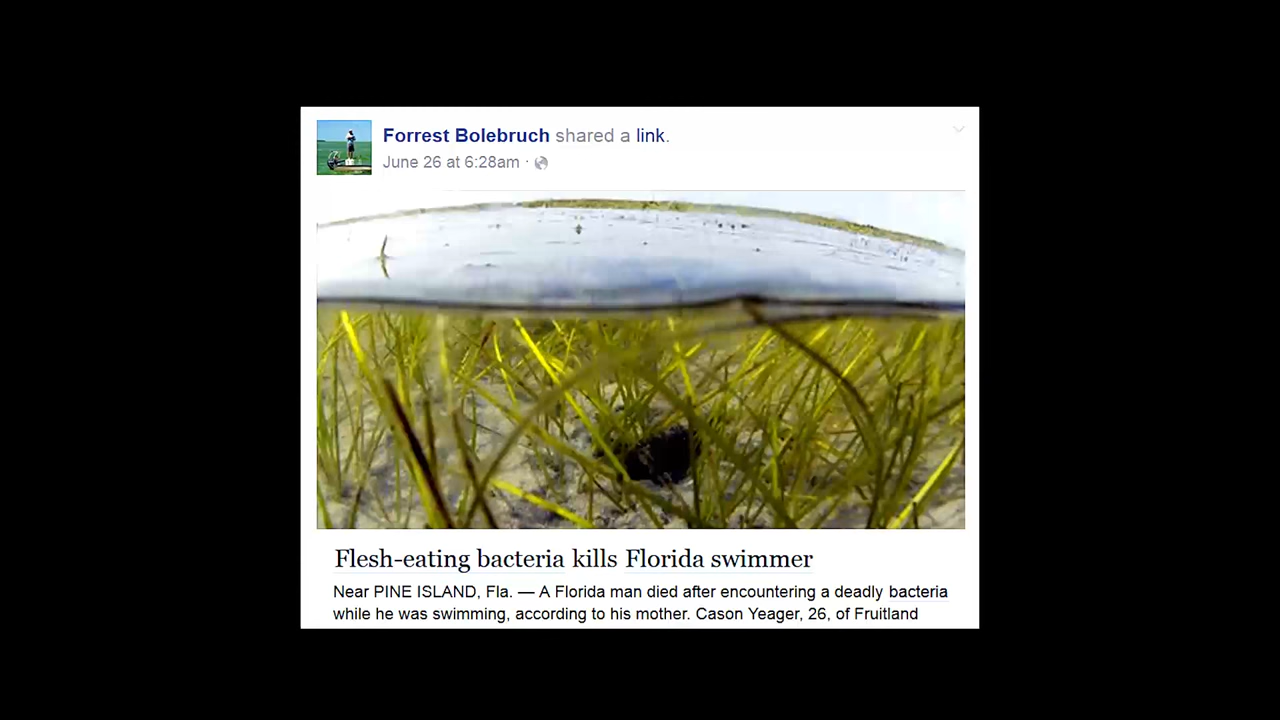 Forrest Bolebruch shared a link.
June 26 at 6:28am ·
Flesh-eating bacteria kills Florida swimmer
Near PINE ISLAND, Fla. — A Florida man died after encountering a deadly bacteria
while he was swimming, according to his mother. Cason Yeager, 26, of Fruitland